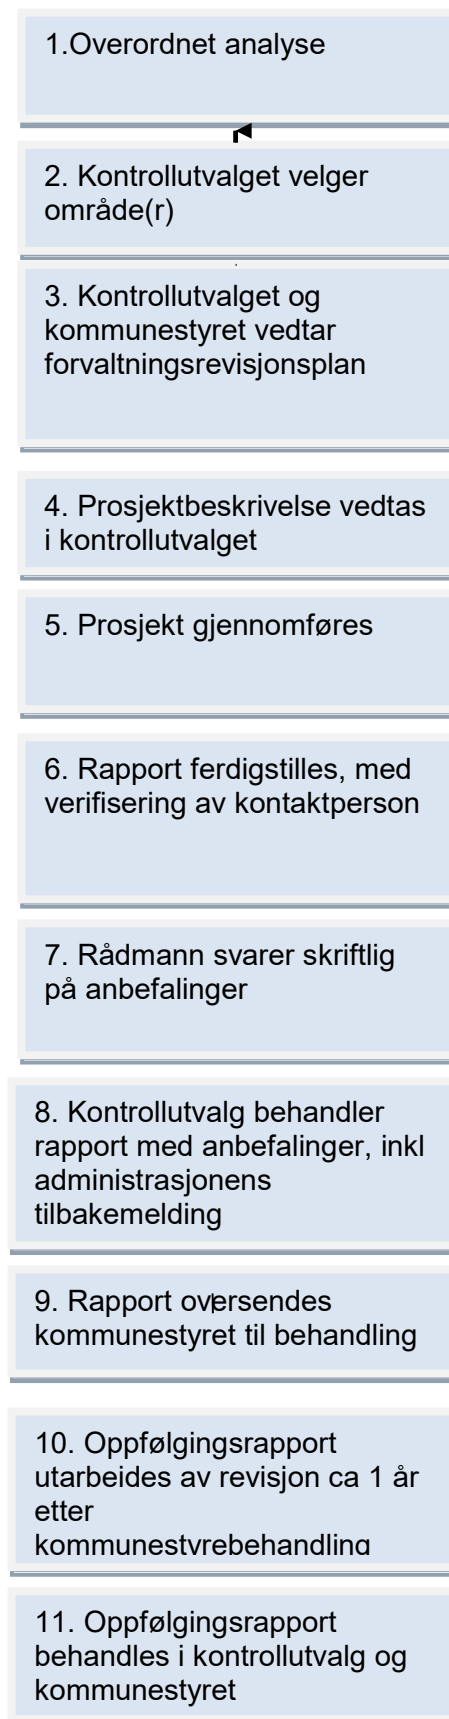 1.Overordnet analyse
2. Kontrollutvalget velger
område(r)
3. Kontrollutvalget og
kommunestyret vedtar
forvaltningsrevisjonsplan
4. Prosjektbeskrivelse vedtas
i kontrollutvalget
5. Prosjekt gjennomføres
6. Rapport ferdigstilles, med
verifisering av kontaktperson
7. Rådmann svarer skriftlig
på anbefalinger
8. Kontrollutvalg behandler
rapport med anbefalinger, inkl
administrasjonens
tilbakemelding
9. Rapport oversendes
kommunestyret til behandling
10. Oppfølgingsrapport
utarbeides av revisjon ca 1 år
etter
kommunestyrebehandling
11. Oppfølgingsrapport
behandles i kontrollutvalg og
kommunestyret